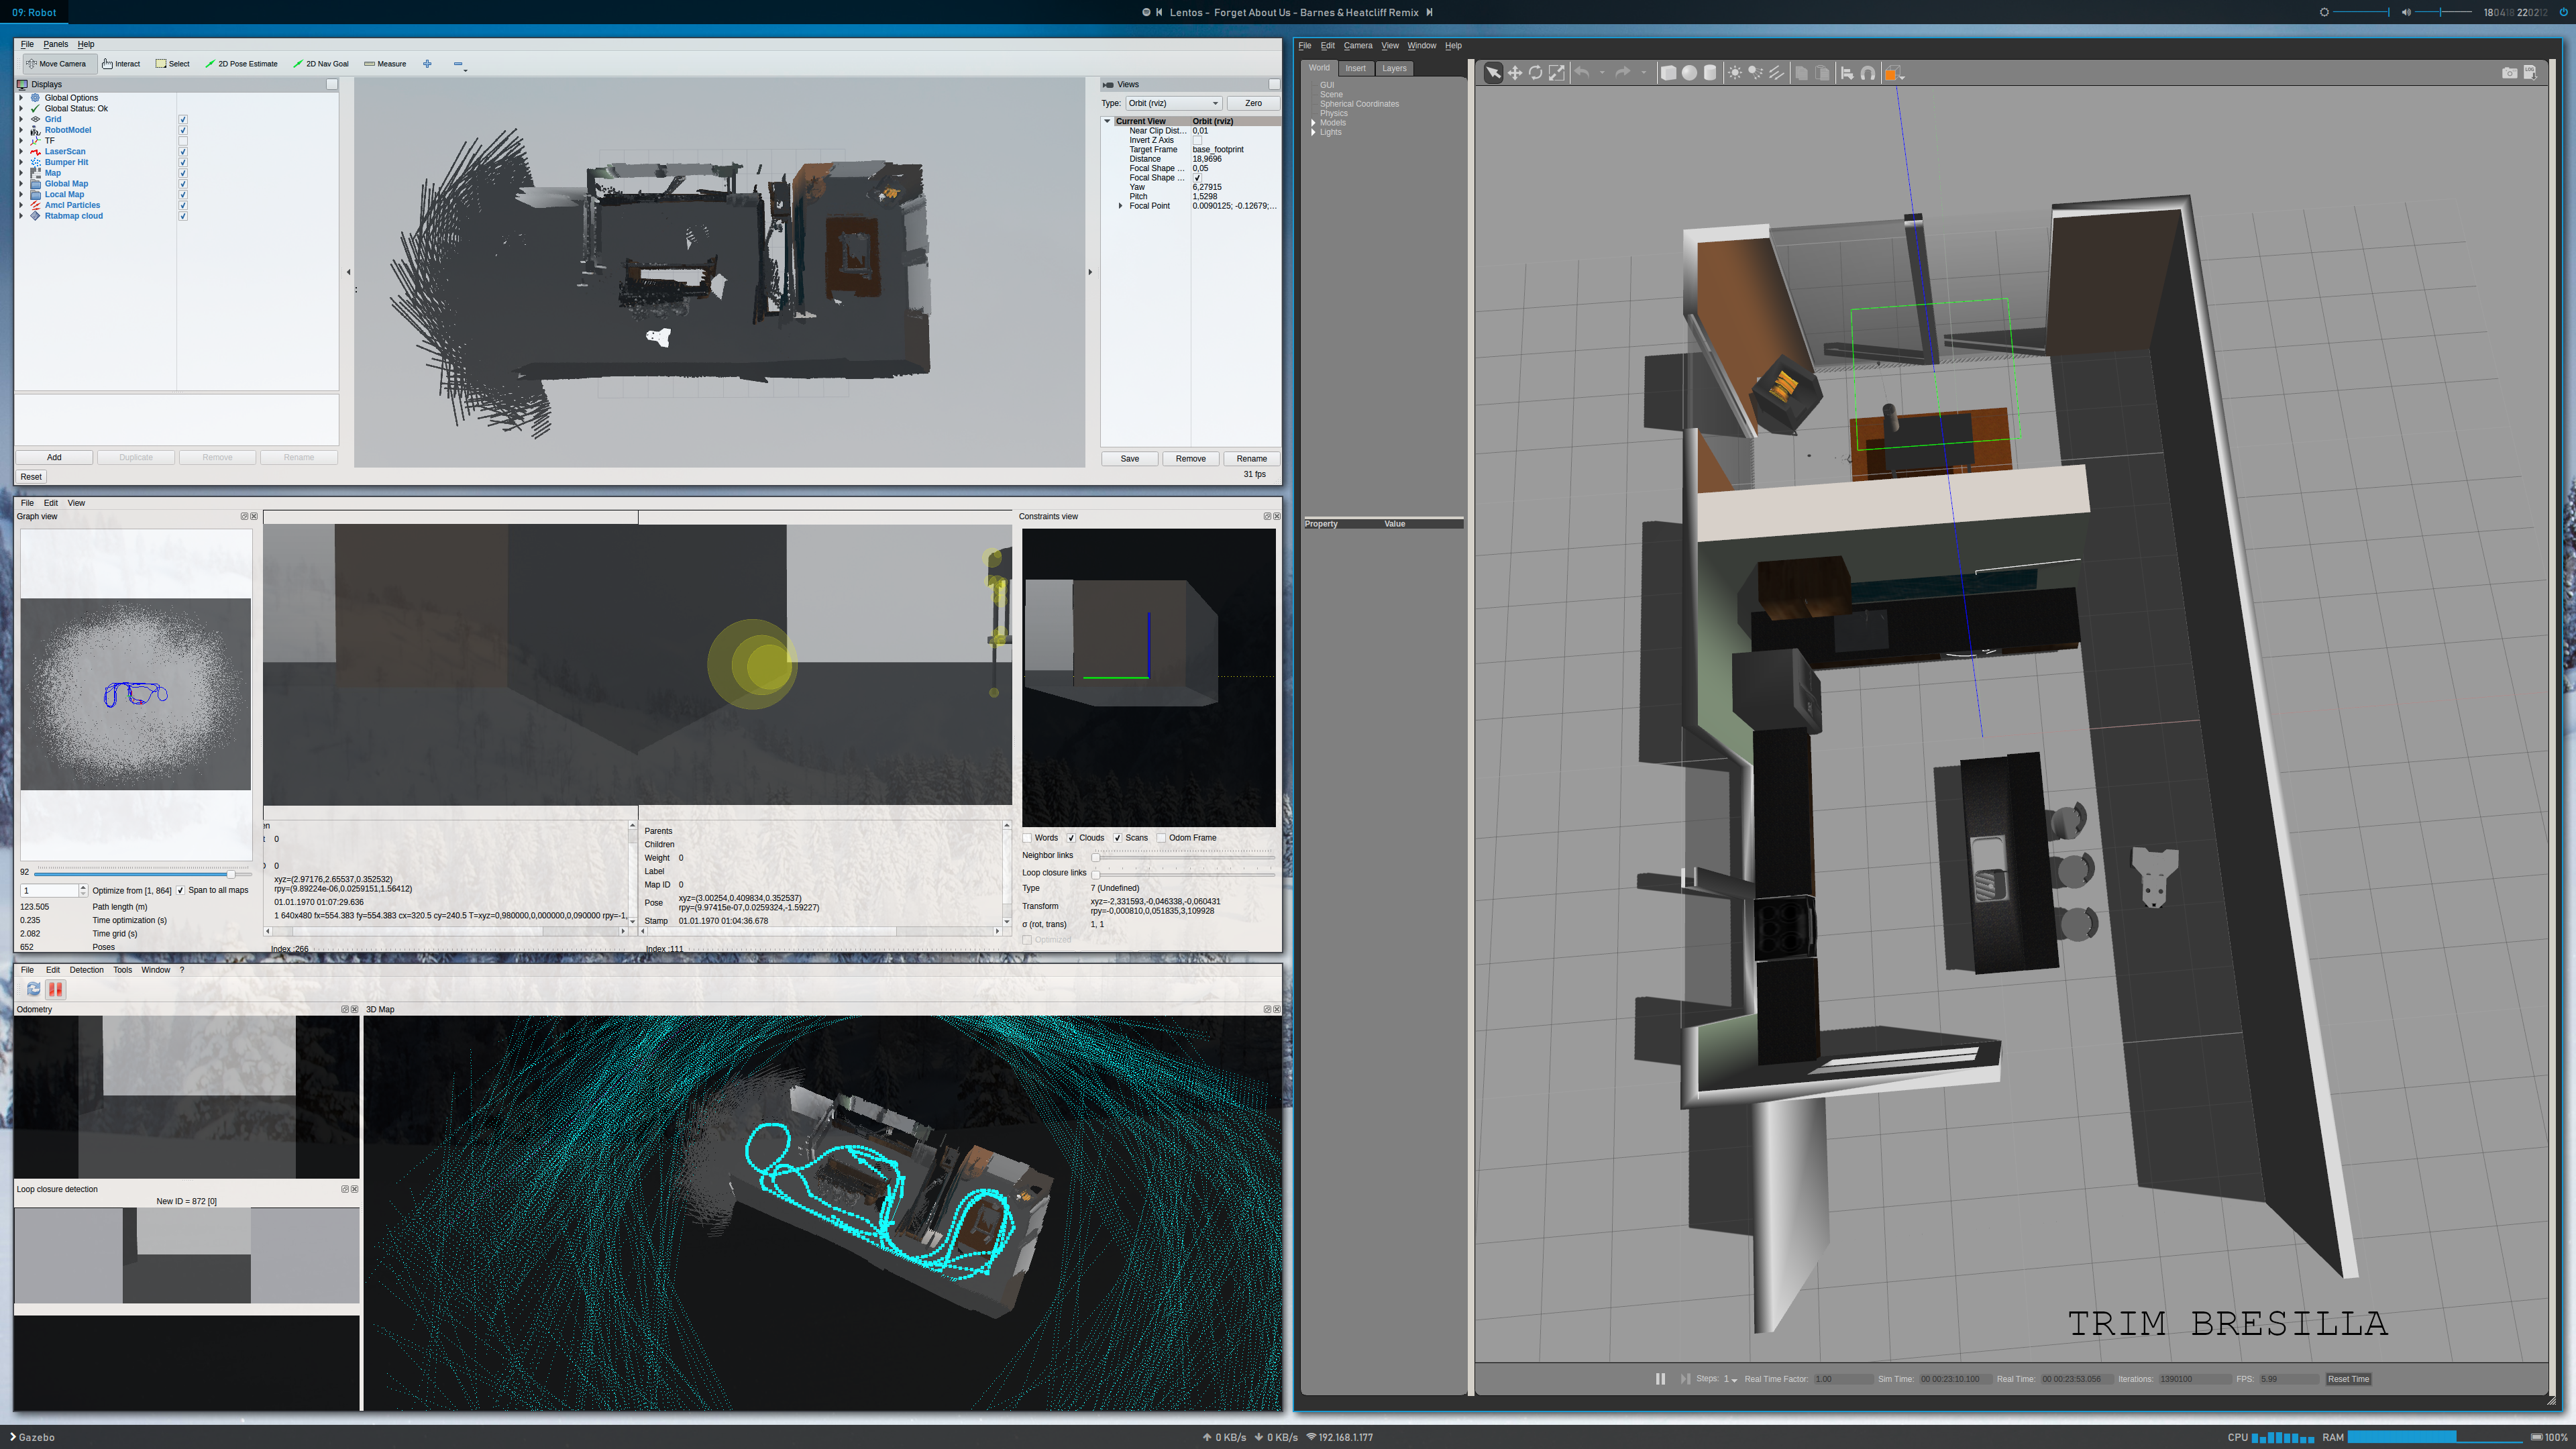 09: Robot
Lentos - Forget About Us - Barnes & Heatcliff Remix
180418 220212
File Panels Help
Move Camera Interact Select 2D Pose Estimate 2D Nav Goal Measure
Displays
Global Options
Global Status: Ok
Grid
RobotModel
TF
LaserScan
Bumper Hit
Map
Global Map
Local Map
Amcl Particles
Rtabmap cloud
Add Duplicate Remove Rename
Reset
Views
Type: Orbit (rviz) Zero
Current View Orbit (rviz)
Near Clip Dist... 0,01
Invert Z Axis
Target Frame base_footprint
Distance 18,9696
Focal Shape ... 0,05
Focal Shape ...
Yaw 6,27915
Pitch 1,5298
Focal Point 0.0090125; -0.12679;...
Save Remove Rename
31 fps
File Edit View
Graph view
92
1 Optimize from [1, 864] Span to all maps
123.505 Path length (m)
0.235 Time optimization (s)
2.082 Time grid (s)
652 Poses
0
0
xyz=(2.97176,2.65537,0.352532)
rpy=(9.89224e-06,0.0259151,1.56412)
01.01.1970 01:07:29.636
1 640x480 fx=554.383 fy=554.383 cx=320.5 cy=240.5 T=xyz=0,980000,0,000000,0,090000 rpy=-1,
Index :266
Parents
Children
Weight 0
Label
Map ID 0
Pose xyz=(3.00254,0.409834,0.352537)
rpy=(9.97415e-07,0.0259324,-1.59227)
Stamp 01.01.1970 01:04:36.678
Index :111
Constraints view
Words Clouds Scans Odom Frame
Neighbor links
Loop closure links
Type 7 (Undefined)
Transform xyz=-2,331593,-0,046338,-0,060431
rpy=-0,000810,0,051835,3,109928
σ (rot, trans) 1, 1
Optimized
File Edit Detection Tools Window ?
Odometry
Loop closure detection
New ID = 872 [0]
3D Map
File Edit Camera View Window Help
World Insert Layers
GUI
Scene
Spherical Coordinates
Physics
Models
Lights
Property Value
TRIM BRESILLA
Steps: 1 Real Time Factor: 1.00 Sim Time: 00 00:23:10.100 Real Time: 00 00:23:53.056 Iterations: 1390100 FPS: 5.99 Reset Time
Gazebo
0 KB/s 0 KB/s 192.168.1.177
CPU RAM 100%